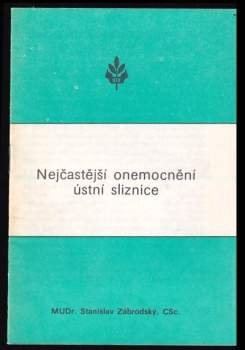 Nejčastější onemocnění
ústní sliznice
MUDr. Stanislav Zábrodský, CSc.